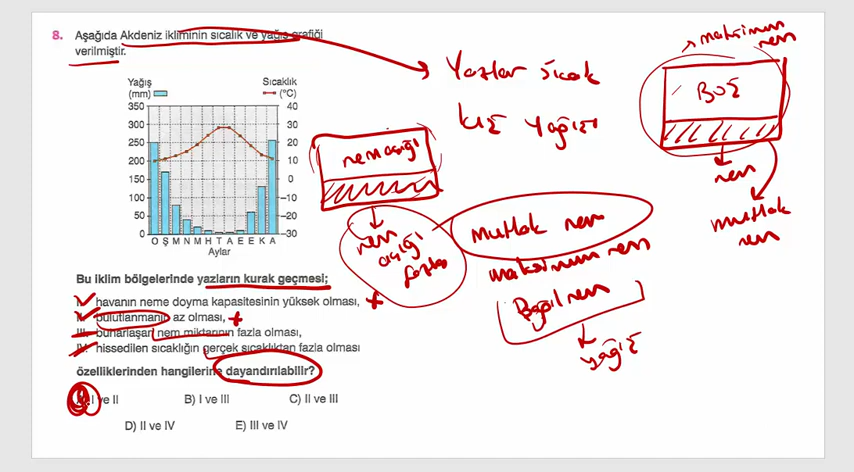 8. Aşağıda Akdeniz ikliminin sıcaklık ve yağış grafiği
verilmiştir.
Yağış
(mm)
Sıcaklık
(°C)
350 40
300 30
250 20
200 10
150 0
100 -10
50 -20
0 -30
O Ş M N M H T A E E K A
Aylar
Yazlar Sıcak
Kış Yağışı
maksimum
nem
BOŞ
nem
mutlak
nem
nem açığı
nem
açığı
fazla
mutlak nem
maksimum nem
Bağıl nem
yağış
Bu iklim bölgelerinde yazların kurak geçmesi;
I. havanın neme doyma kapasitesinin yüksek olması, +
II. bulutlanmanın az olması, +
III. buharlaşan nem miktarının fazla olması,
IV. hissedilen sıcaklığın gerçek sıcaklıktan fazla olması
özelliklerinden hangilerine dayandırılabilir?
A) I ve II B) I ve III C) II ve III
D) II ve IV E) III ve IV